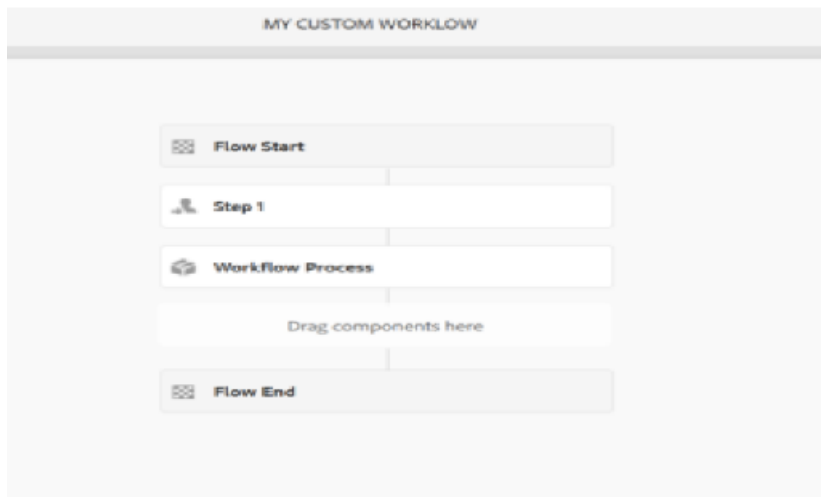 MY CUSTOM WORKLOW
Flow Start
Step 1
Workflow Process
Drag components here
Flow End